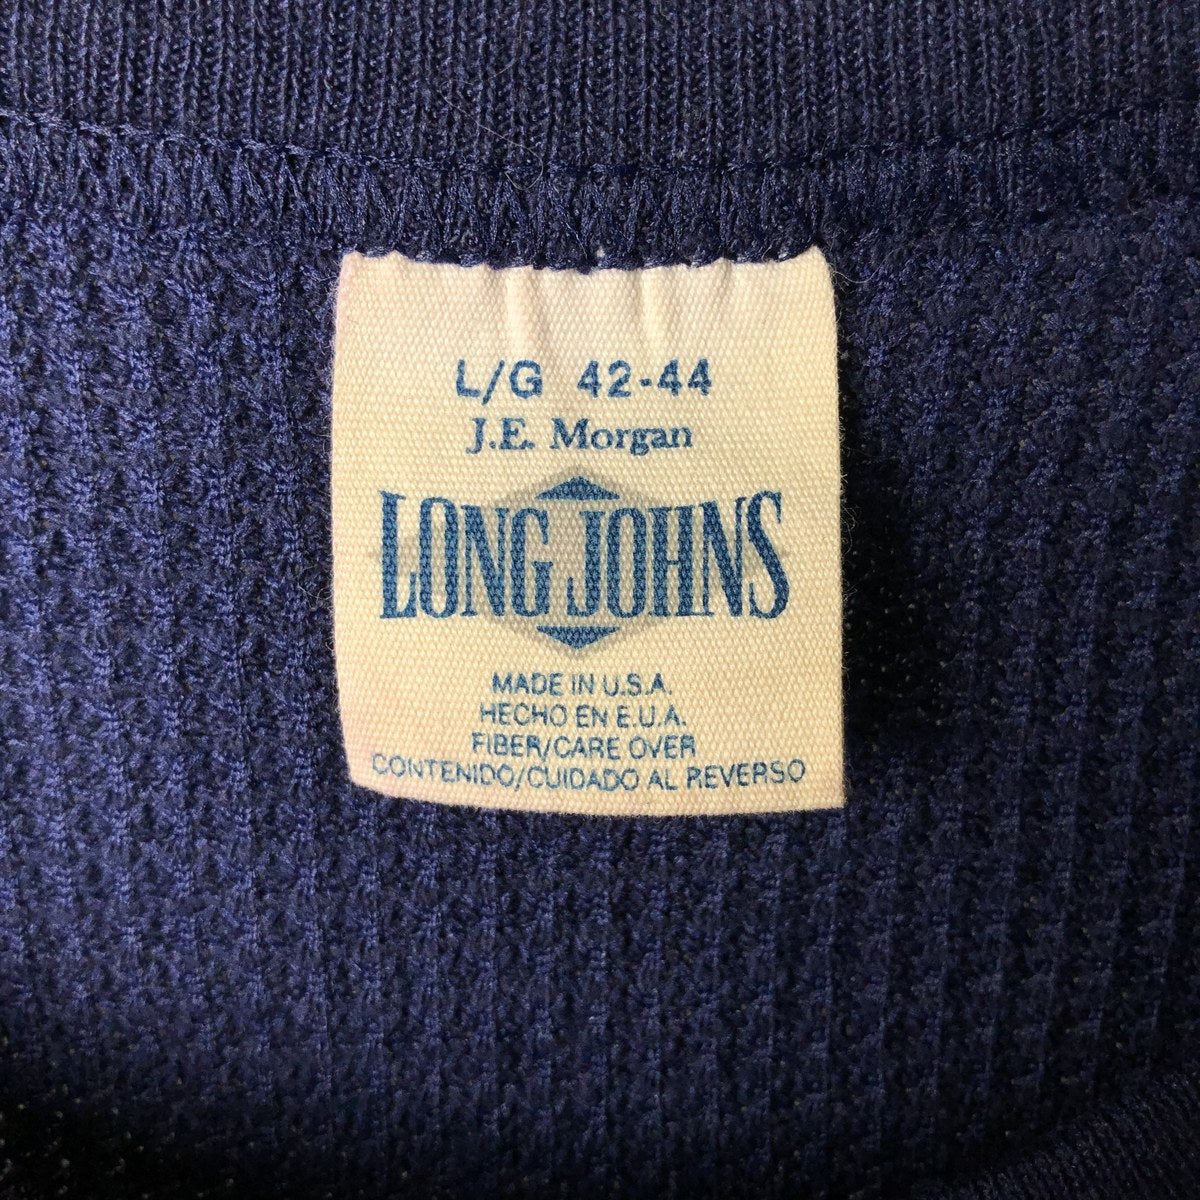 L/G 42-44
J.E. Morgan
LONG JOHNS
MADE IN U.S.A.
HECHO EN E.U.A.
FIBER/CARE OVER
CONTENIDO/CUIDADO AL REVERSO